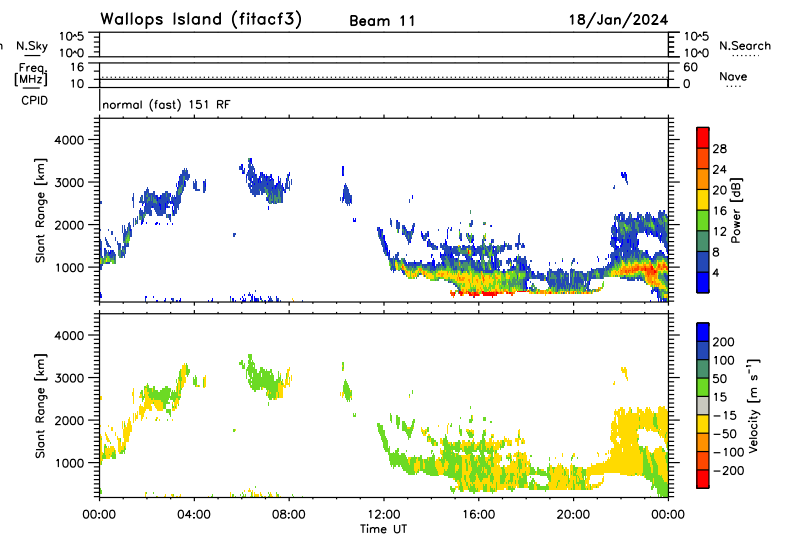 Wallops Island (fitacf3) Beam 11 18/Jan/2024
n N.Sky 10^5 10^5 N.Search
10^0 10^0
Freq. 16 60 Nave
[MHz] 10 0
CPID normal (fast) 151 RF
Slant Range [km]
4000
3000
2000
1000
Power [dB]
28
24
20
16
12
8
4
Slant Range [km]
4000
3000
2000
1000
Velocity [m s⁻¹]
200
100
50
15
-15
-50
-100
-200
00:00 04:00 08:00 12:00 16:00 20:00 00:00
Time UT